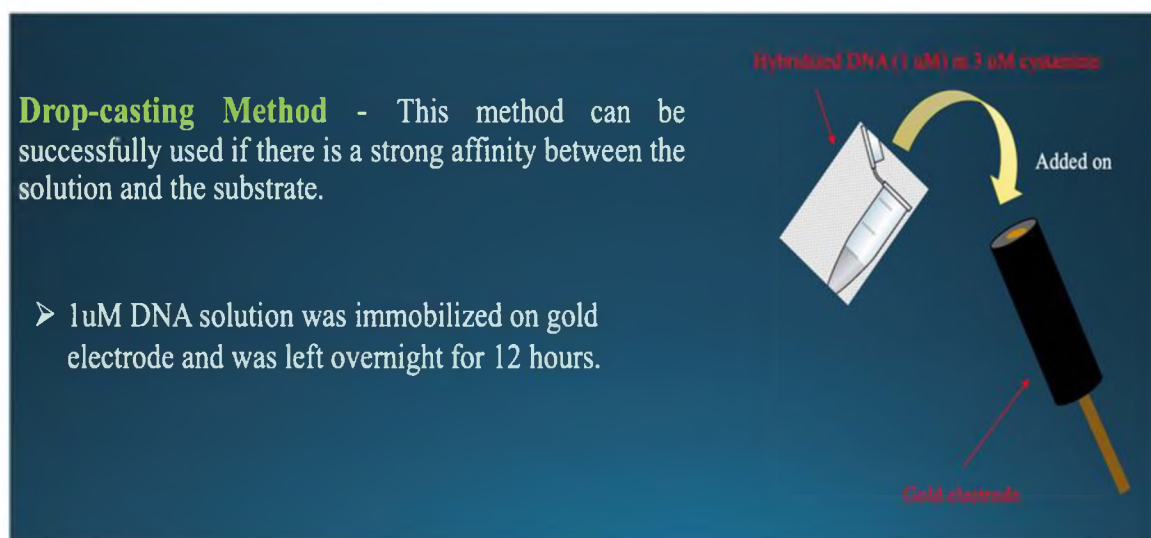 Hybridized DNA (1 uM) in 3 uM cystamine
Drop-casting Method - This method can be
successfully used if there is a strong affinity between the
solution and the substrate.
Added on
➢ 1uM DNA solution was immobilized on gold
electrode and was left overnight for 12 hours.
Gold electrode